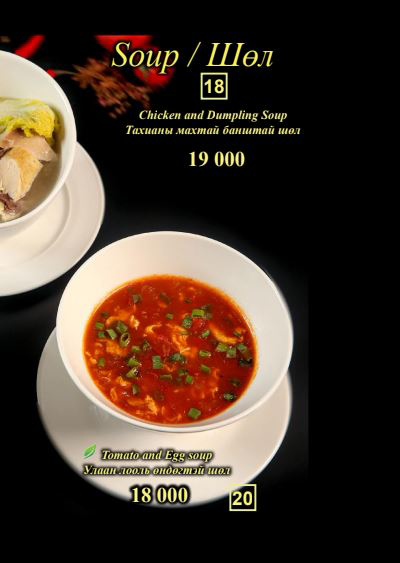 Soup / Шөл
18
Chicken and Dumpling Soup
Тахианы махтай банштай шөл
19 000
Tomato and Egg soup
Улаан лооль өндөгтэй шөл
18 000
20